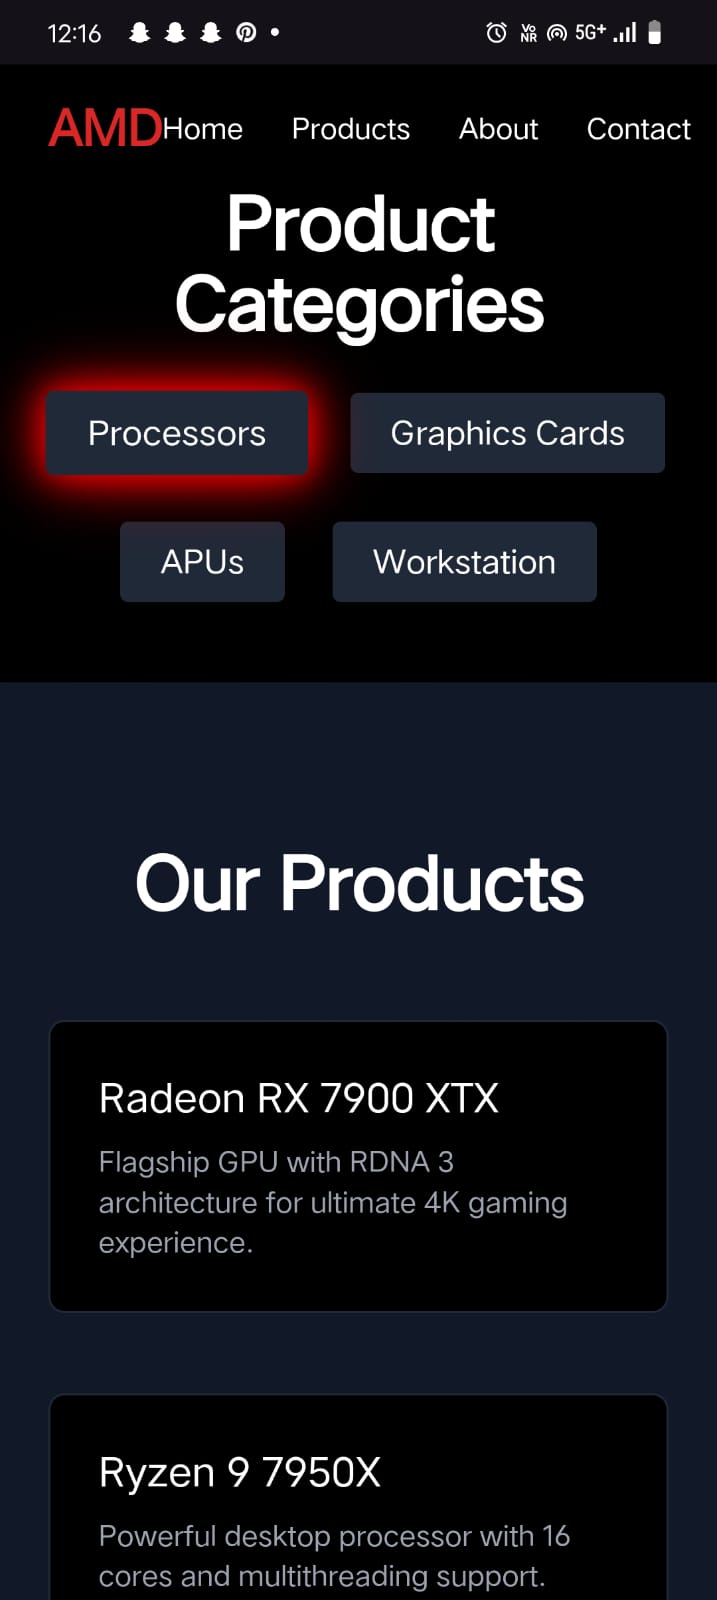 12:16 Vo NR 5G+
AMD Home Products About Contact
Product
Categories
Processors Graphics Cards
APUs Workstation
Our Products
Radeon RX 7900 XTX
Flagship GPU with RDNA 3
architecture for ultimate 4K gaming
experience.
Ryzen 9 7950X
Powerful desktop processor with 16
cores and multithreading support.